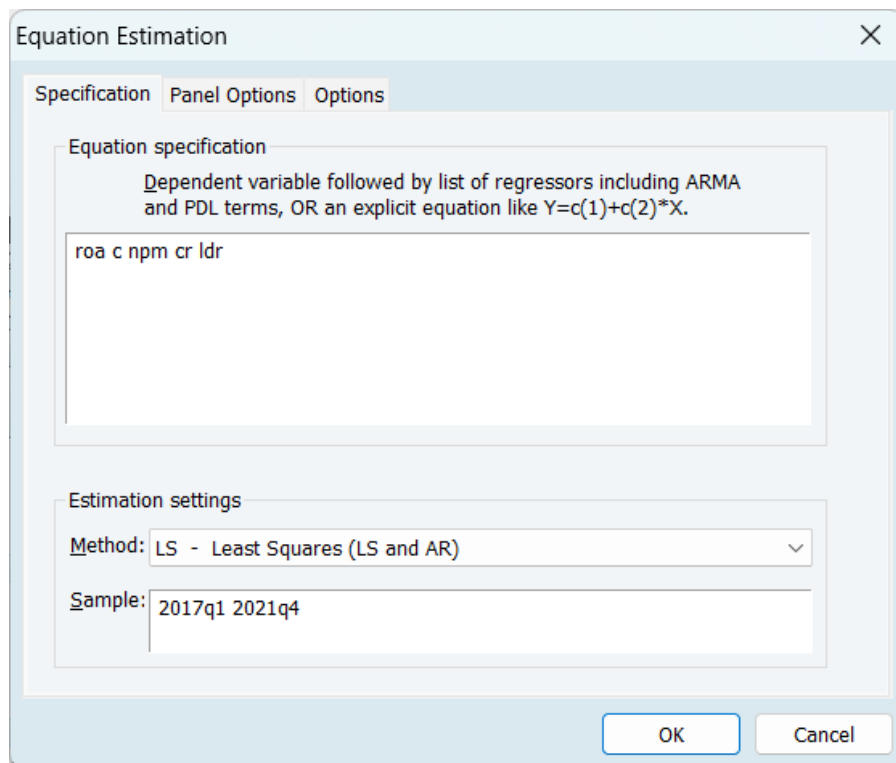 Equation Estimation
Specification Panel Options Options
Equation specification
Dependent variable followed by list of regressors including ARMA
and PDL terms, OR an explicit equation like Y=c(1)+c(2)*X.
roa c npm cr ldr
Estimation settings
Method: LS - Least Squares (LS and AR)
Sample: 2017q1 2021q4
OK Cancel